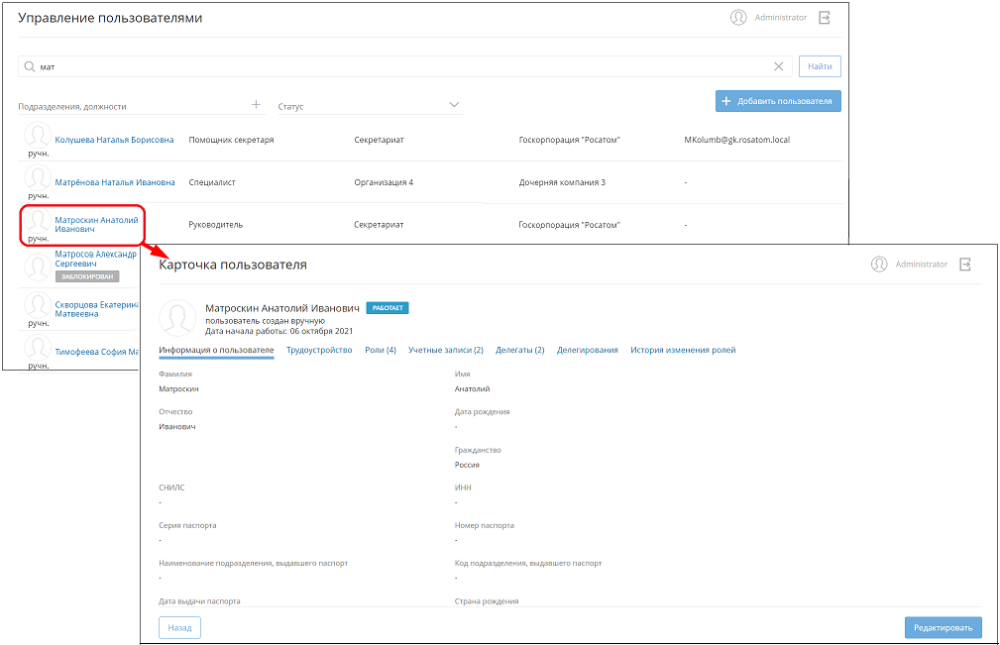 Управление пользователями
Administrator
мат
Найти
Подразделения, должности
Статус
Добавить пользователя
Колушева Наталья Борисовна
Помощник секретаря
Секретариат
Госкорпорация "Росатом"
MKolumb@gk.rosatom.local
ручн.
Матрёнова Наталья Ивановна
Специалист
Организация 4
Дочерняя компания 3
-
ручн.
Матроскин Анатолий
Иванович
Руководитель
Секретариат
Госкорпорация "Росатом"
-
ручн.
Матросов Александр
Сергеевич
ЗАБЛОКИРОВАН
Скворцова Екатерина
Матвеевна
ручн.
Тимофеева София Ма
ручн.
Карточка пользователя
Administrator
Матроскин Анатолий Иванович
РАБОТАЕТ
пользователь создан вручную
Дата начала работы: 06 октября 2021
Информация о пользователе
Трудоустройство
Роли (4)
Учетные записи (2)
Делегаты (2)
Делегирования
История изменения ролей
Фамилия
Имя
Матроскин
Анатолий
Отчество
Дата рождения
Иванович
-
Гражданство
Россия
СНИЛС
ИНН
-
-
Серия паспорта
Номер паспорта
-
-
Наименование подразделения, выдавшего паспорт
Код подразделения, выдавшего паспорт
-
-
Дата выдачи паспорта
Страна рождения
Назад
Редактировать